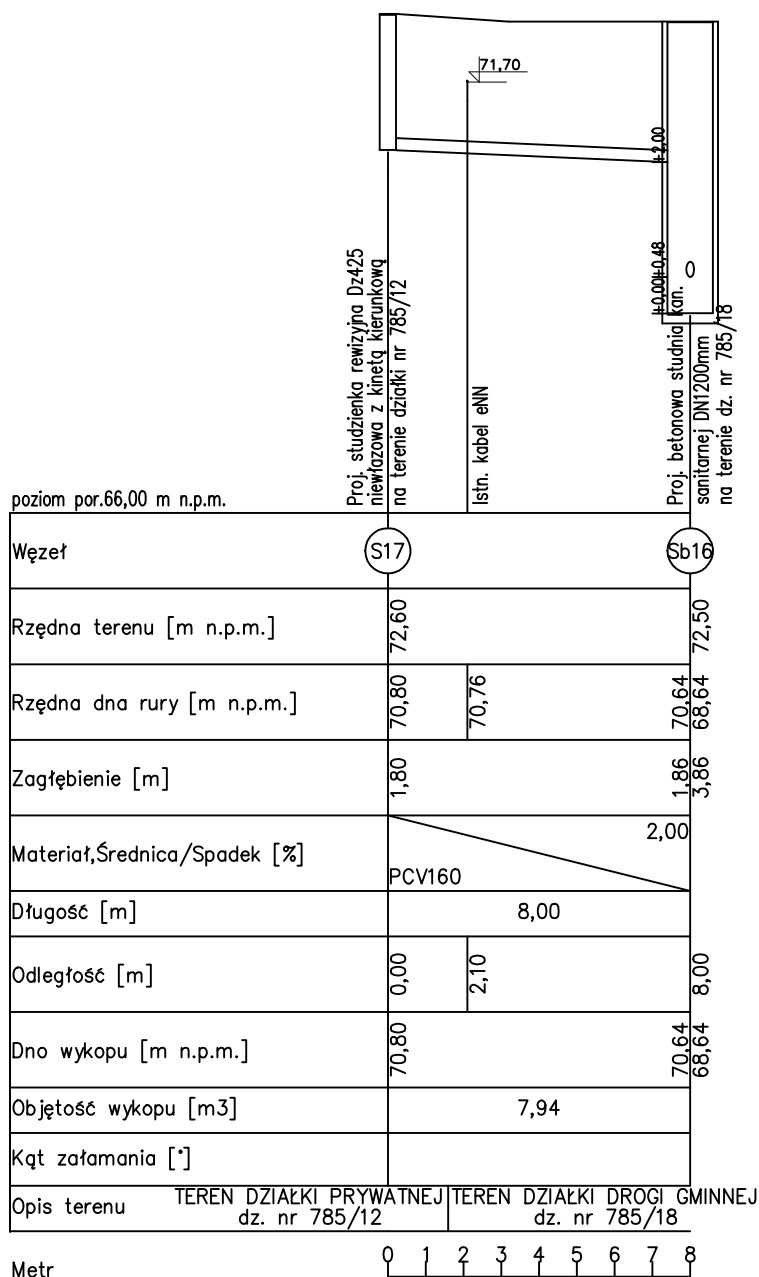 71,70
+2,00
+0,48
+0,00
Proj. studzienka rewizyjna Dz425
niewłazowa z kinetą kierunkową
na terenie działki nr 785/12
Istn. kabel eNN
Proj. betonowa studnia kan.
sanitarnej DN1200mm
na terenie dz. nr 785/18
poziom por.66,00 m n.p.m.
Węzeł S17 Sb16
Rzędna terenu [m n.p.m.] 72,60 72,50
Rzędna dna rury [m n.p.m.] 70,80 70,76 70,64 68,64
Zagłębienie [m] 1,80 1,86 3,86
Materiał,Średnica/Spadek [%] PCV160 2,00
Długość [m] 8,00
Odległość [m] 0,00 2,10 8,00
Dno wykopu [m n.p.m.] 70,80 70,64 68,64
Objętość wykopu [m3] 7,94
Kąt załamania [°]
Opis terenu
TEREN DZIAŁKI PRYWATNEJ
dz. nr 785/12
TEREN DZIAŁKI DROGI GMINNEJ
dz. nr 785/18
Metr 0 1 2 3 4 5 6 7 8